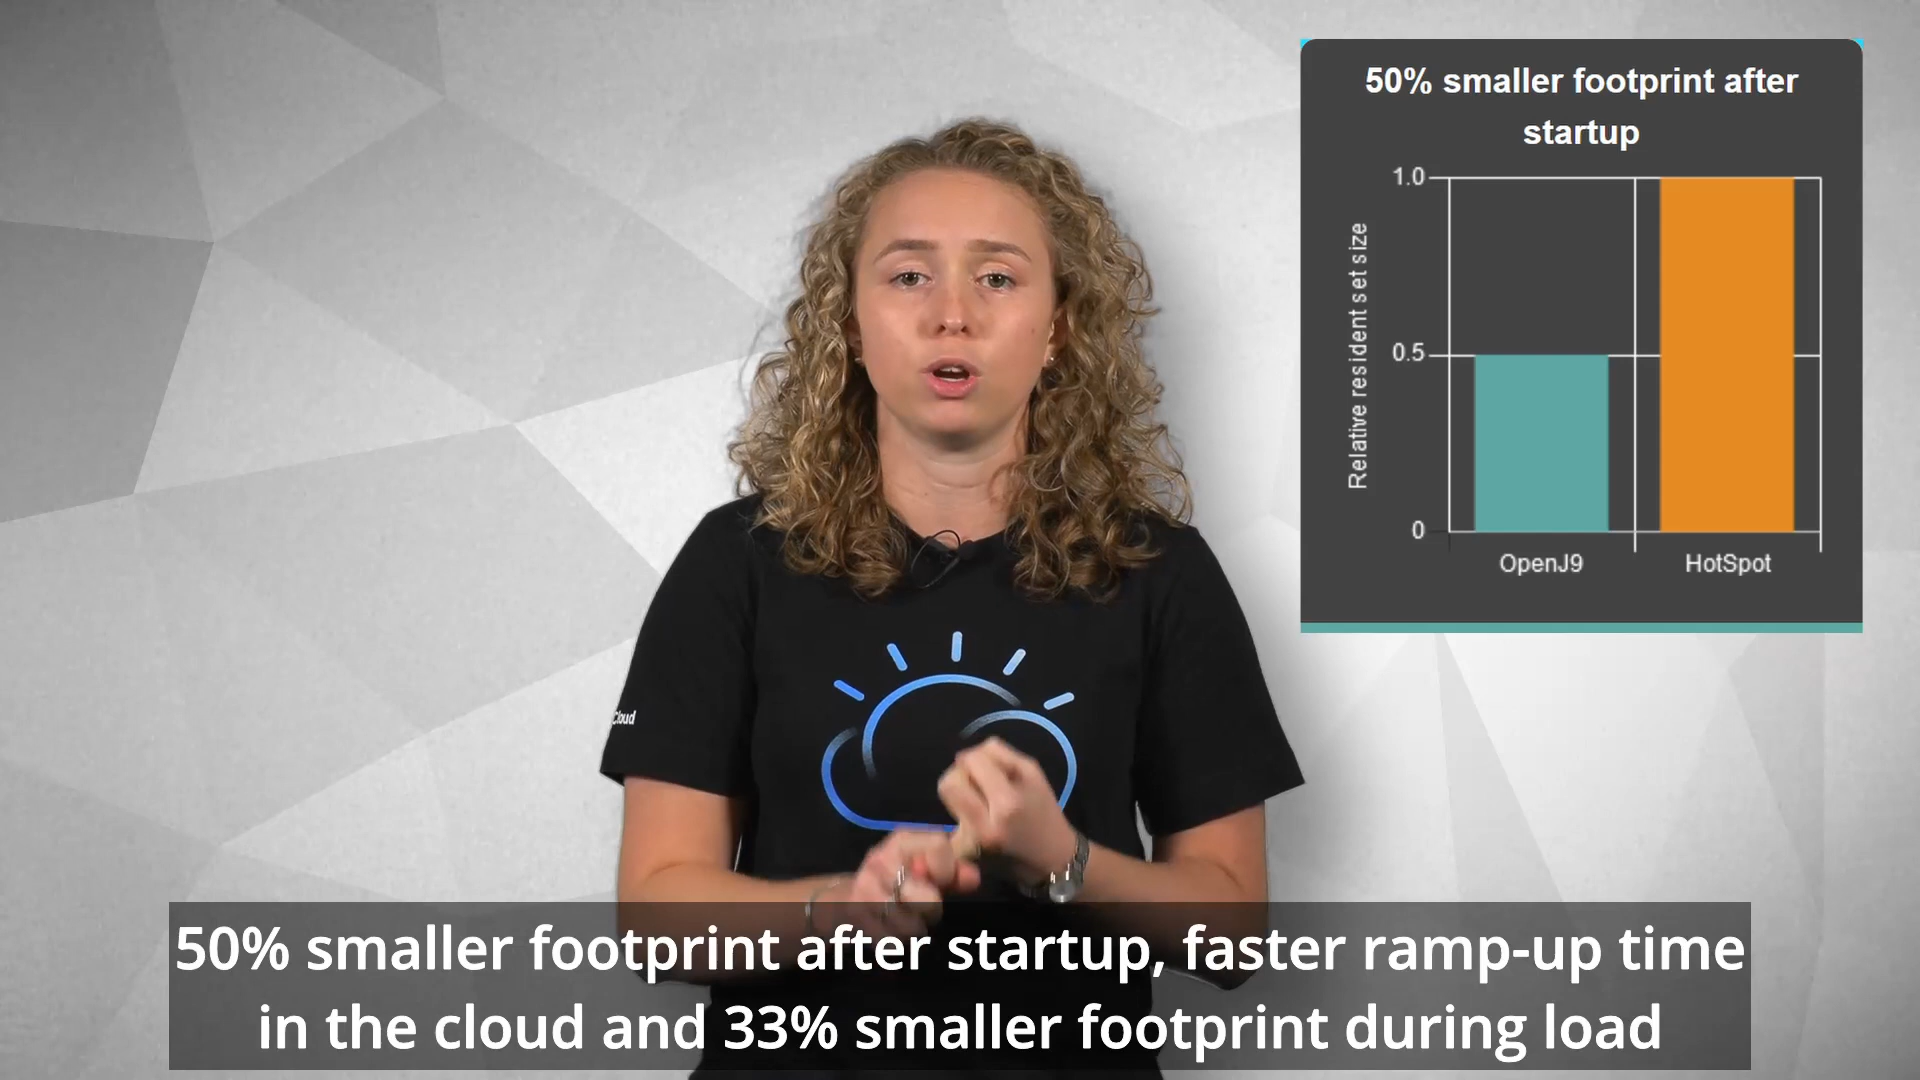 50% smaller footprint after
startup
1.0
0.5
0
Relative resident set size
OpenJ9
HotSpot
Cloud
50% smaller footprint after startup, faster ramp-up time
in the cloud and 33% smaller footprint during load